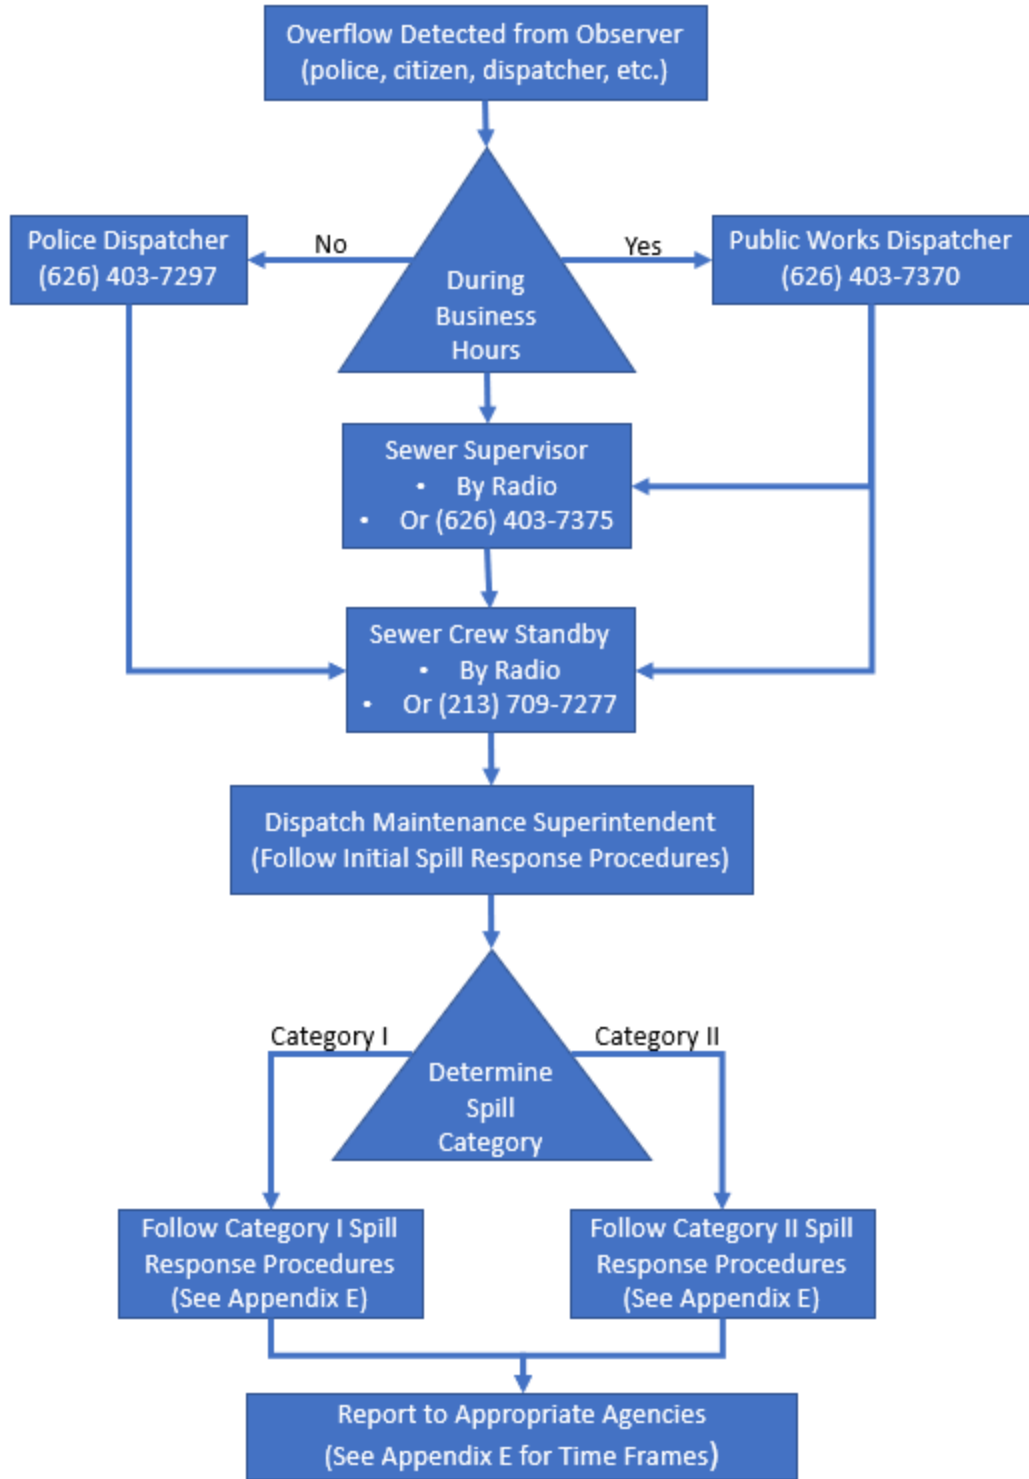 Overflow Detected from Observer
(police, citizen, dispatcher, etc.)
Police Dispatcher
(626) 403-7297
No
Yes
Public Works Dispatcher
(626) 403-7370
During
Business
Hours
Sewer Supervisor
• By Radio
• Or (626) 403-7375
Sewer Crew Standby
• By Radio
• Or (213) 709-7277
Dispatch Maintenance Superintendent
(Follow Initial Spill Response Procedures)
Category I
Category II
Determine
Spill
Category
Follow Category I Spill
Response Procedures
(See Appendix E)
Follow Category II Spill
Response Procedures
(See Appendix E)
Report to Appropriate Agencies
(See Appendix E for Time Frames)